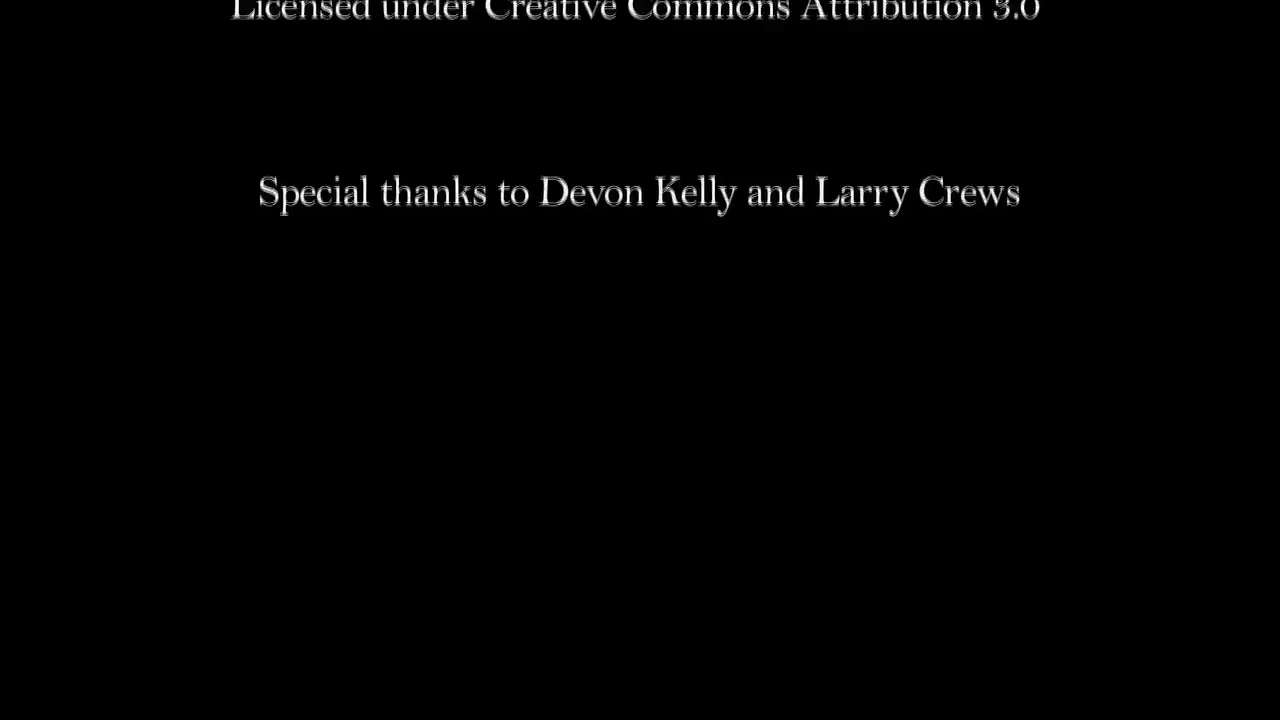 Licensed under Creative Commons Attribution 3.0
Special thanks to Devon Kelly and Larry Crews